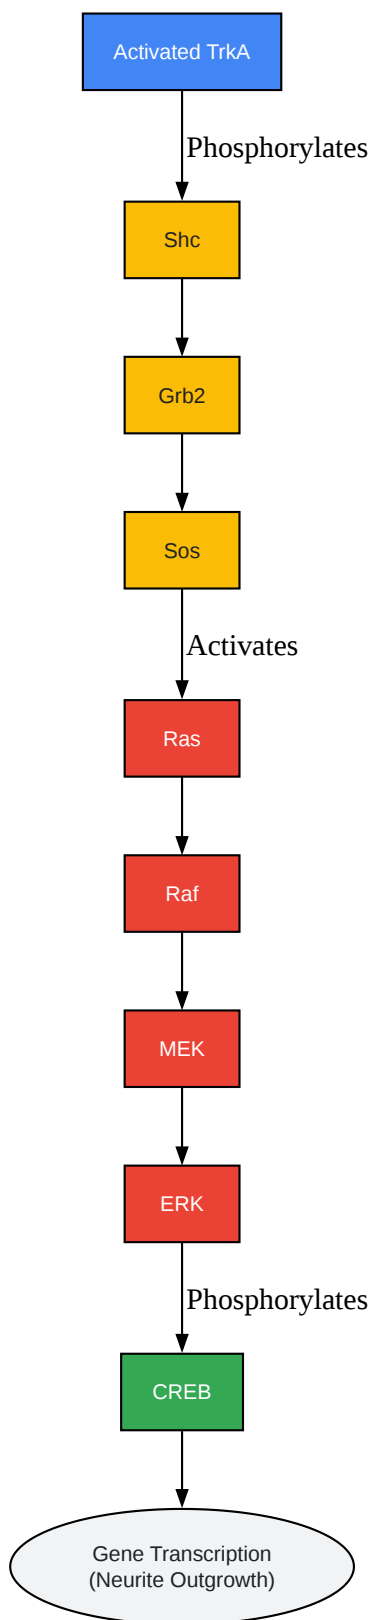 Activated TrkA
Phosphorylates
Shc
Grb2
Sos
Activates
Ras
Raf
MEK
ERK
Phosphorylates
CREB
Gene Transcription
(Neurite Outgrowth)